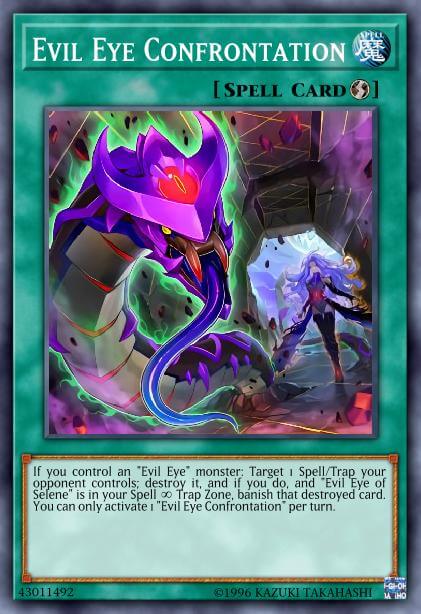 EVIL EYE CONFRONTATION
SPELL
魔
[SPELL CARD]
If you control an "Evil Eye" monster: Target 1 Spell/Trap your
opponent controls; destroy it, and if you do, and "Evil Eye of
Selene" is in your Spell ∞ Trap Zone, banish that destroyed card.
You can only activate 1 "Evil Eye Confrontation" per turn.
43011492
©1996 KAZUKI TAKAHASHI